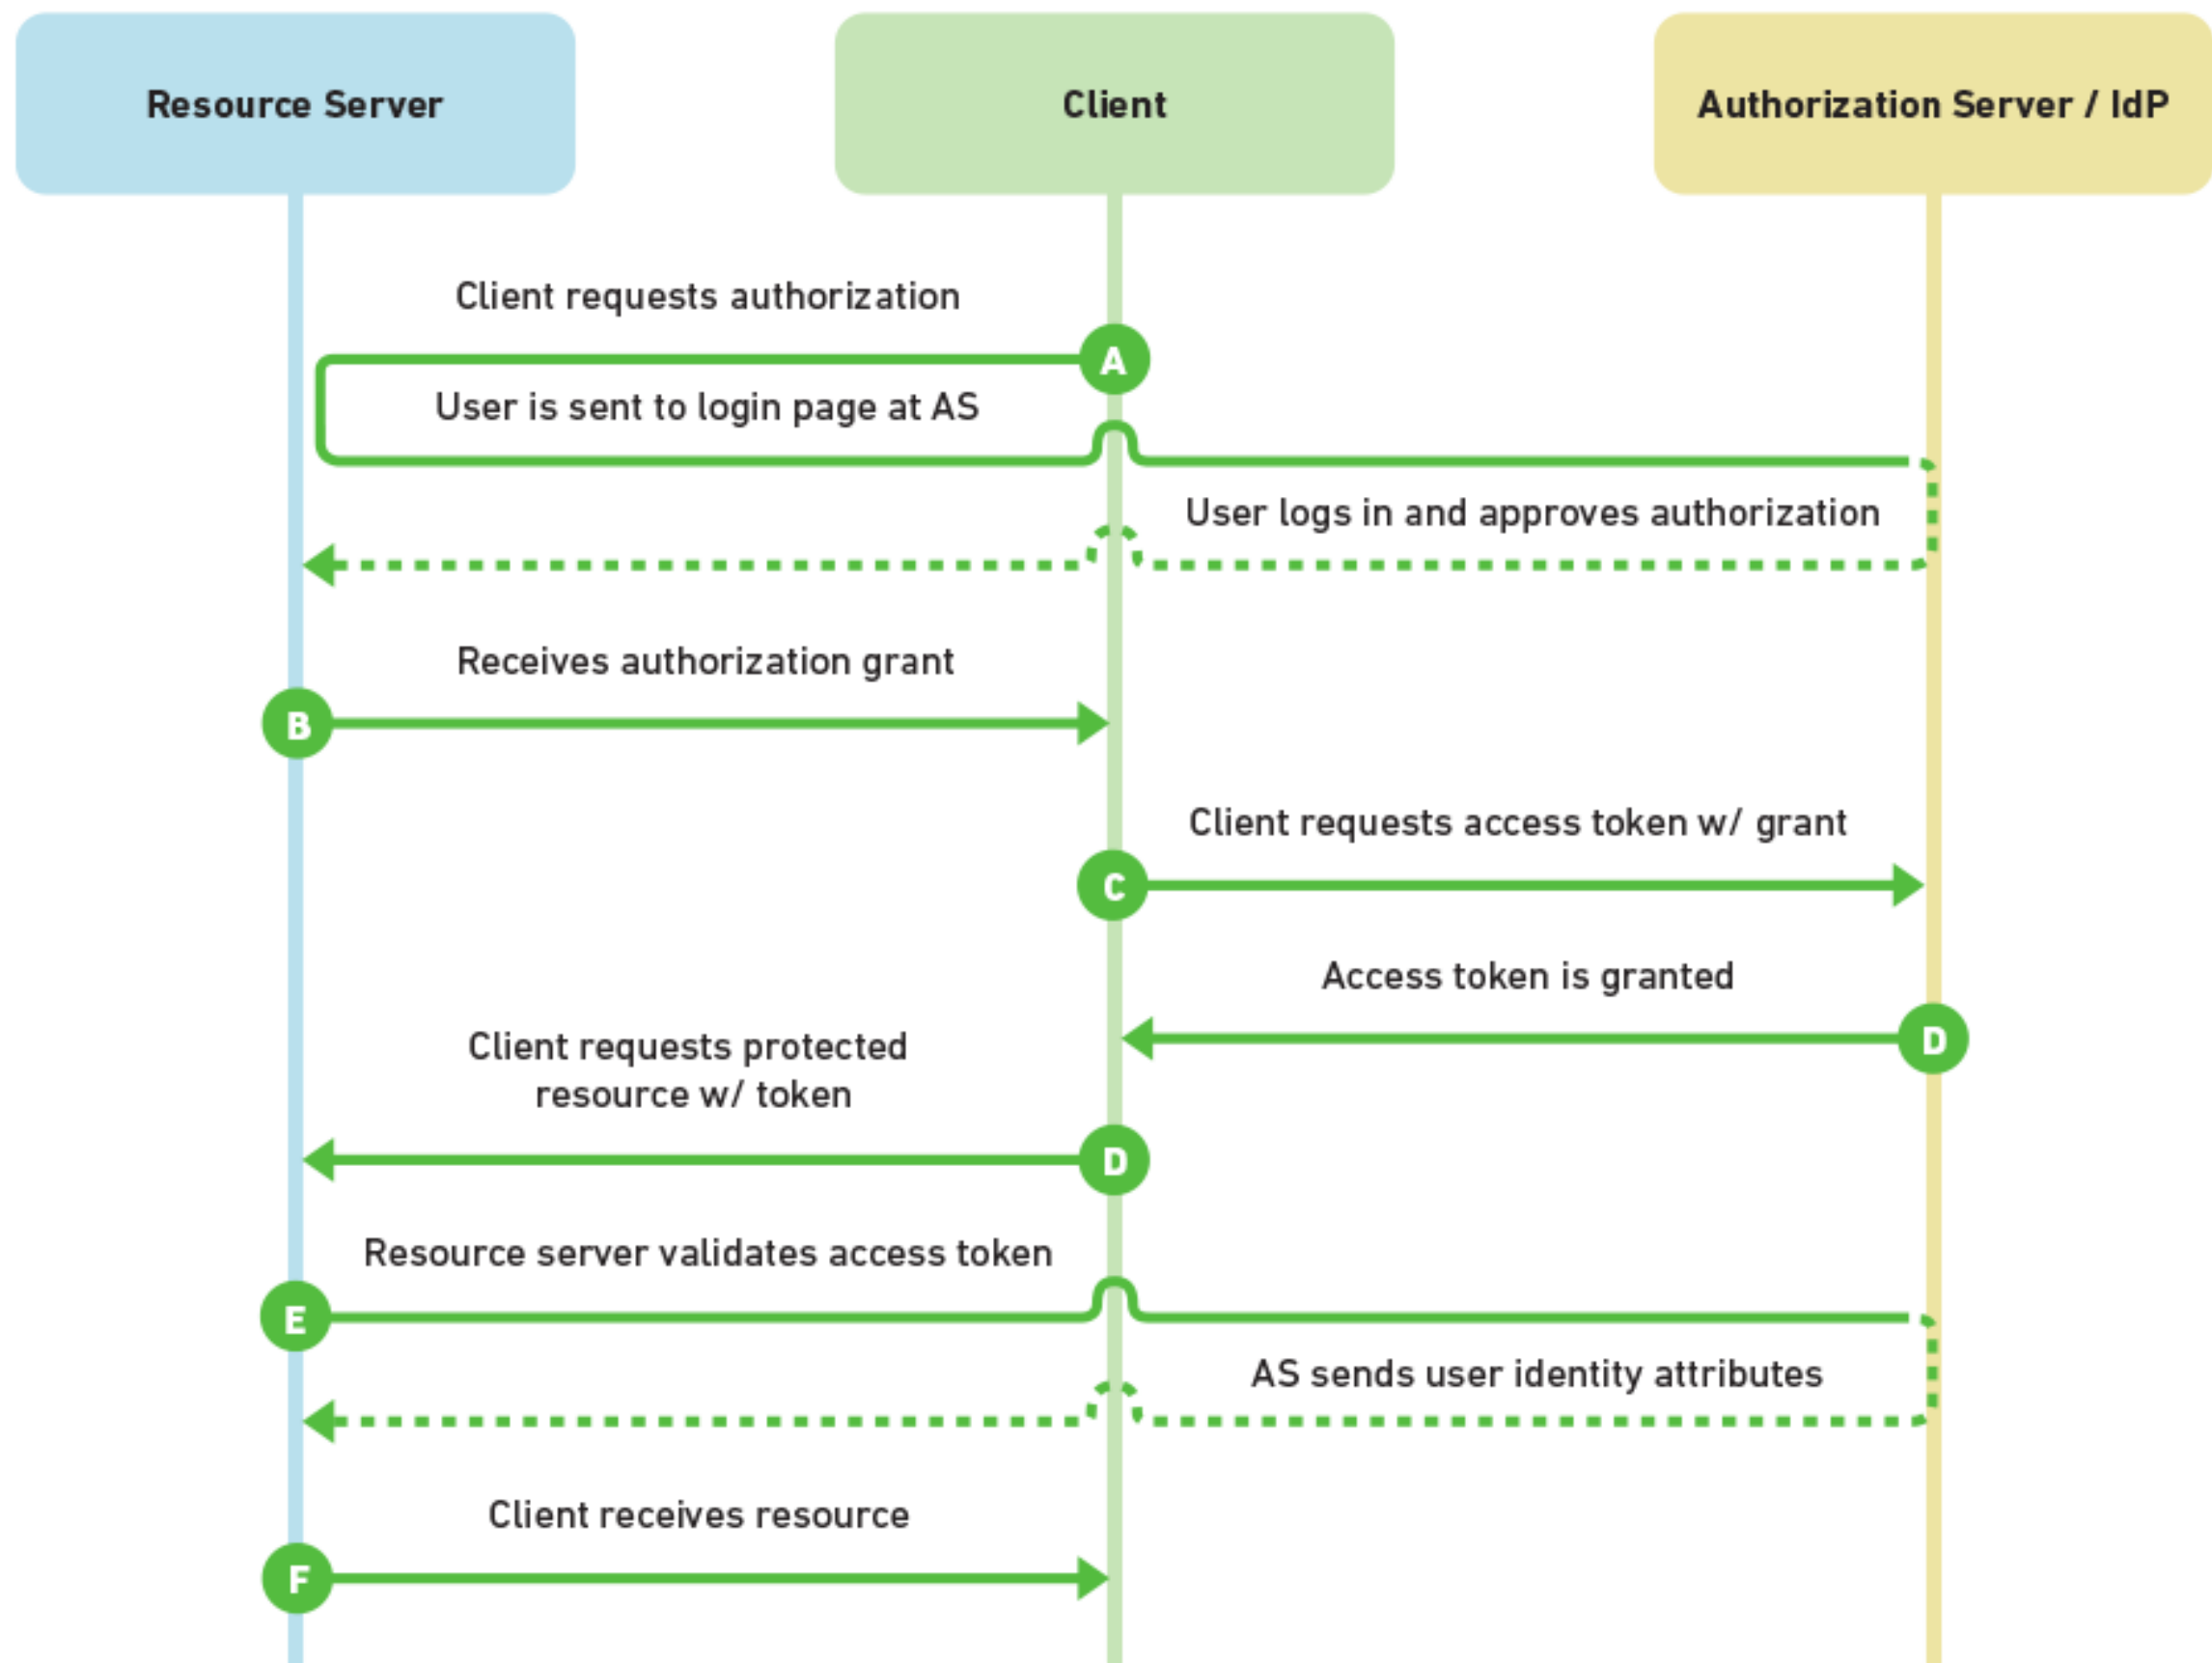 Resource Server
Client
Authorization Server / IdP
Client requests authorization
A
User is sent to login page at AS
User logs in and approves authorization
Receives authorization grant
B
Client requests access token w/ grant
C
Access token is granted
D
Client requests protected
resource w/ token
D
Resource server validates access token
E
AS sends user identity attributes
Client receives resource
F